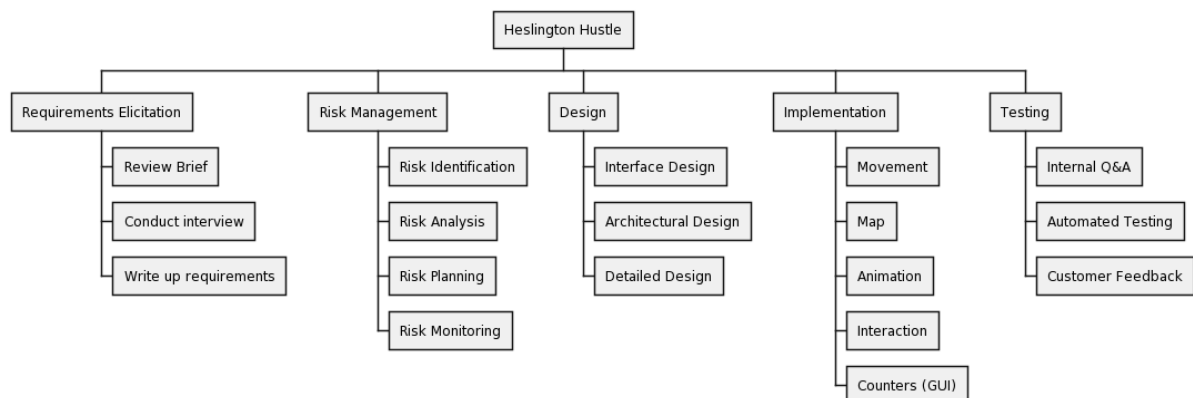 Heslington Hustle
Requirements Elicitation
Review Brief
Conduct interview
Write up requirements
Risk Management
Risk Identification
Risk Analysis
Risk Planning
Risk Monitoring
Design
Interface Design
Architectural Design
Detailed Design
Implementation
Movement
Map
Animation
Interaction
Counters (GUI)
Testing
Internal Q&A
Automated Testing
Customer Feedback